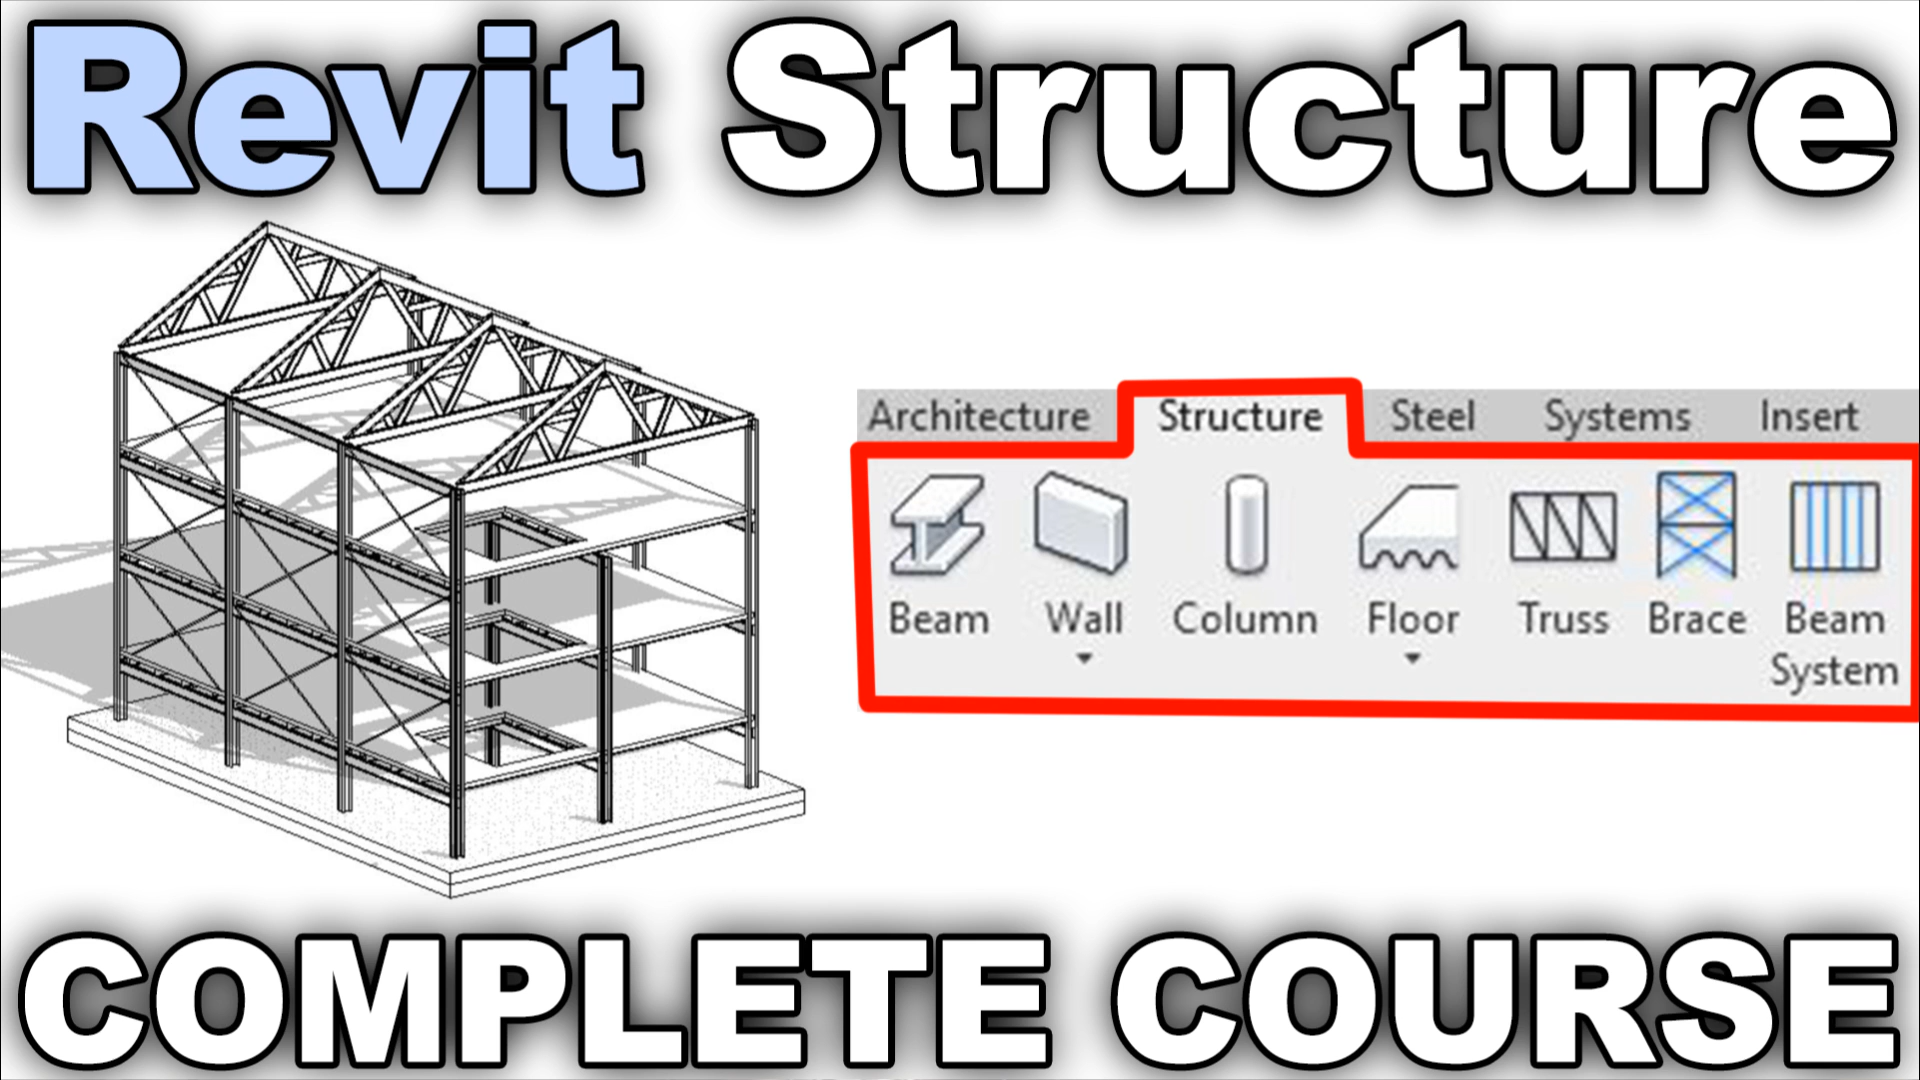 Revit Structure
Architecture Structure Steel Systems Insert
Beam Wall Column Floor Truss Brace Beam
System
COMPLETE COURSE